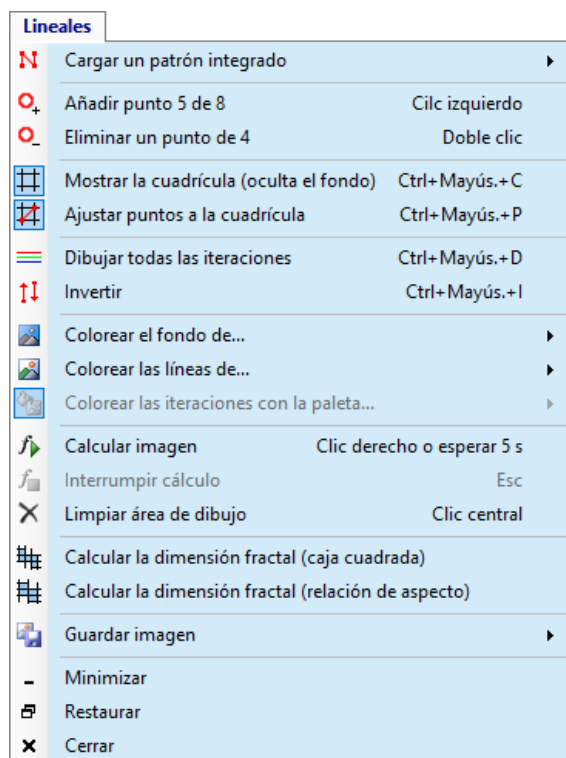 Lineales
Cargar un patrón integrado
Añadir punto 5 de 8 Cilc izquierdo
Eliminar un punto de 4 Doble clic
Mostrar la cuadrícula (oculta el fondo) Ctrl+Mayús.+C
Ajustar puntos a la cuadrícula Ctrl+Mayús.+P
Dibujar todas las iteraciones Ctrl+Mayús.+D
Invertir Ctrl+Mayús.+I
Colorear el fondo de...
Colorear las líneas de...
Colorear las iteraciones con la paleta...
Calcular imagen Clic derecho o esperar 5 s
Interrumpir cálculo Esc
Limpiar área de dibujo Clic central
Calcular la dimensión fractal (caja cuadrada)
Calcular la dimensión fractal (relación de aspecto)
Guardar imagen
Minimizar
Restaurar
Cerrar